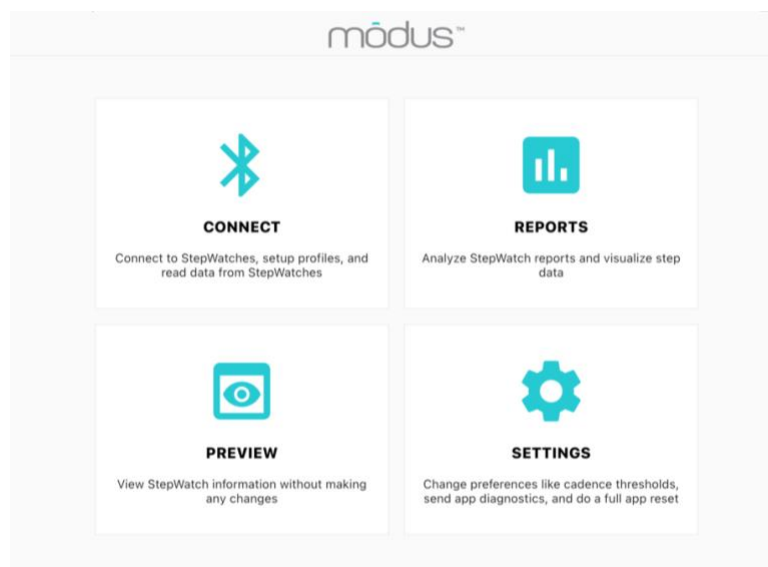 mōdus™
CONNECT
Connect to StepWatches, setup profiles, and
read data from StepWatches
REPORTS
Analyze StepWatch reports and visualize step
data
PREVIEW
View StepWatch information without making
any changes
SETTINGS
Change preferences like cadence thresholds,
send app diagnostics, and do a full app reset